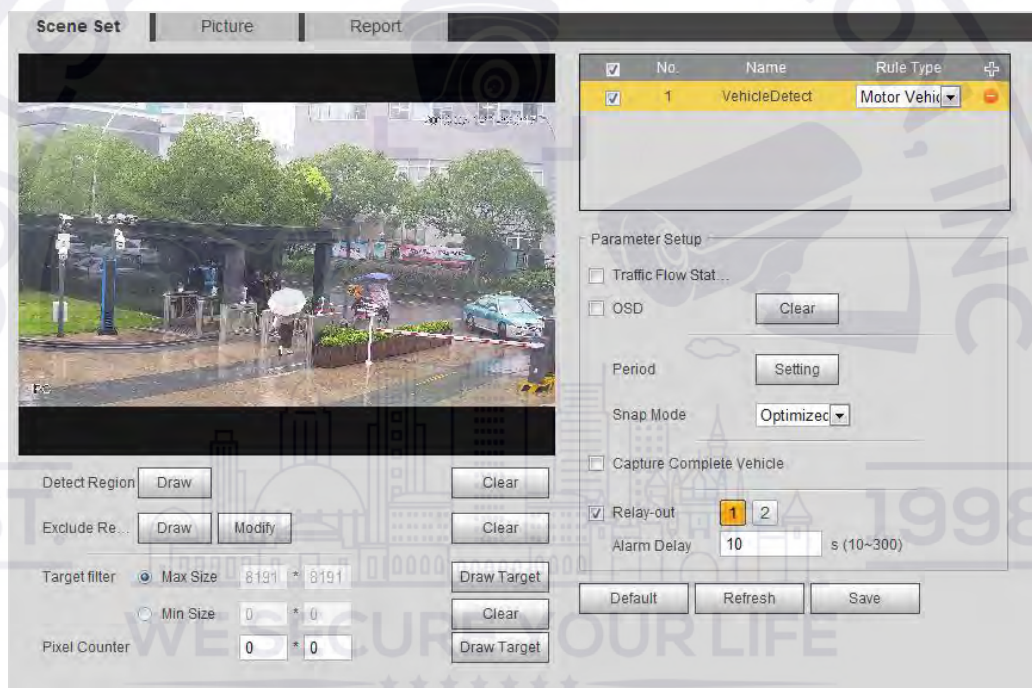 Scene Set Picture Report
No. Name Rule Type
1 VehicleDetect Motor Vehic
Parameter Setup
Traffic Flow Stat...
OSD Clear
Period Setting
Snap Mode Optimized
Capture Complete Vehicle
Relay-out 1 2
Alarm Delay 10 s (10~300)
Default Refresh Save
Detect Region Draw Clear
Exclude Re... Draw Modify Clear
Target filter Max Size 8191 * 8191 Draw Target
Min Size 0 * 0 Clear
Pixel Counter 0 * 0 Draw Target
IPC
1998
WE SECURE YOUR LIFE